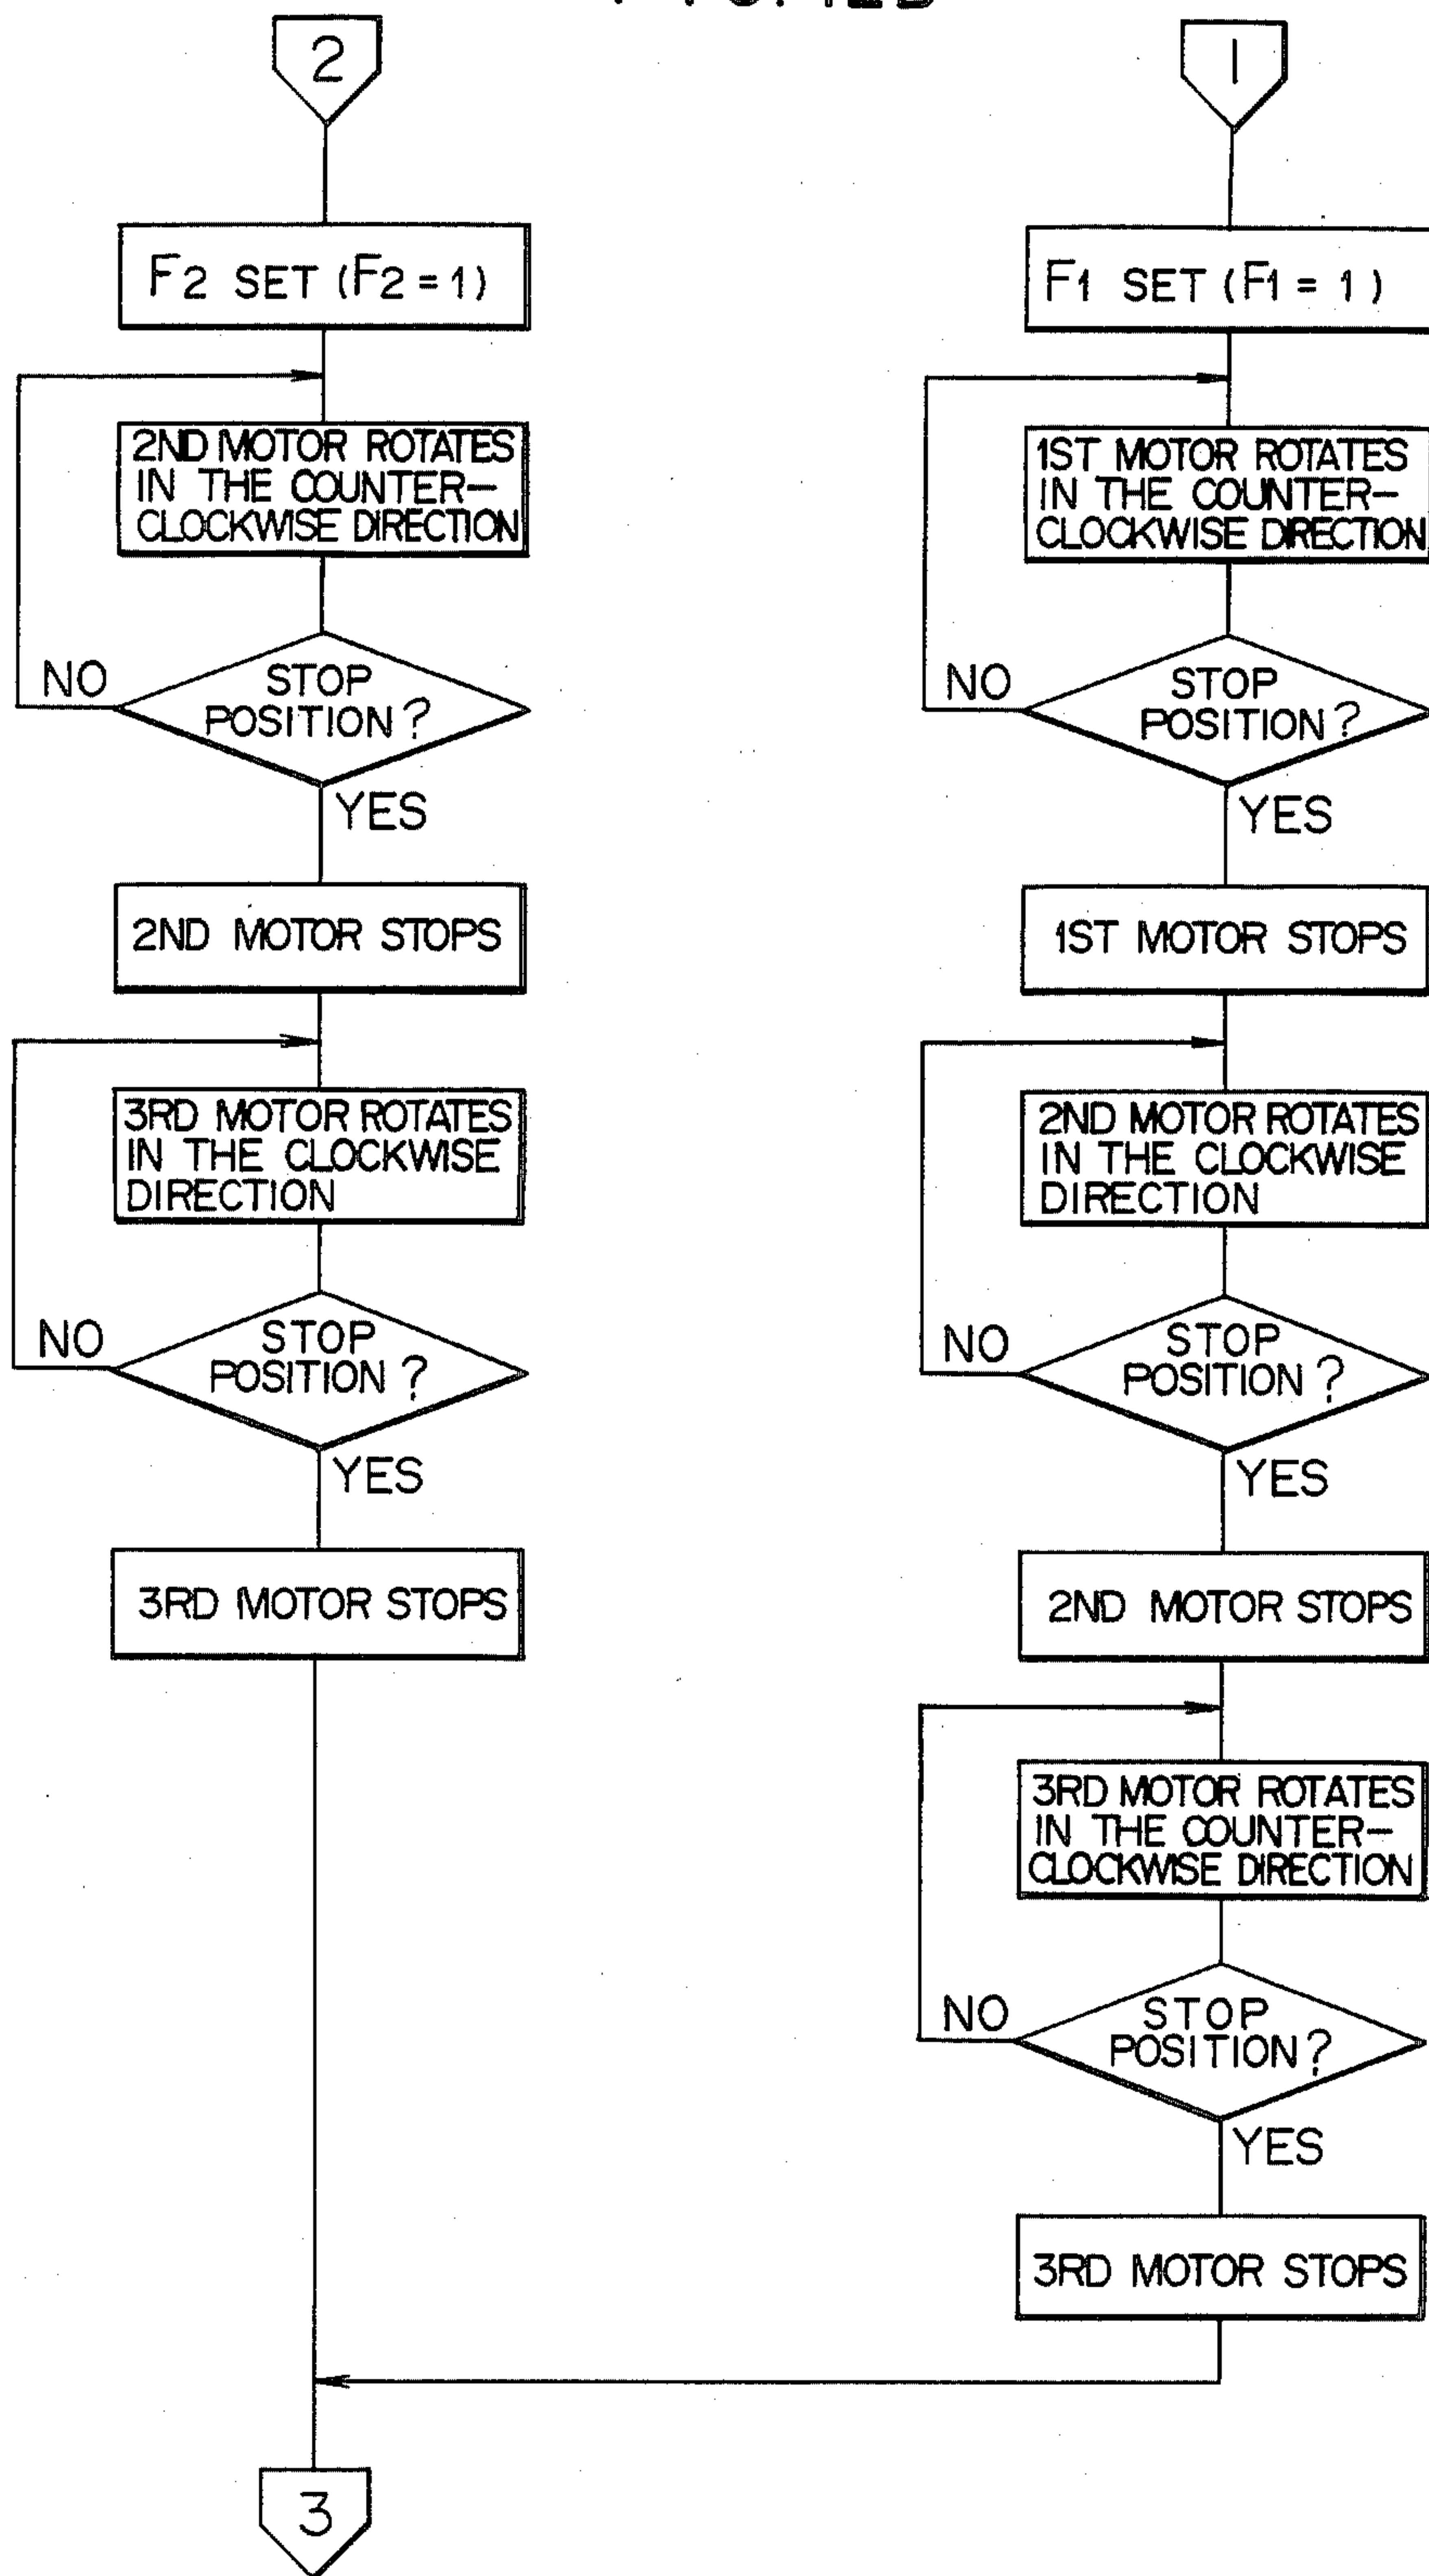 2
F2 SET (F2 = 1)
2ND MOTOR ROTATES
IN THE COUNTER-
CLOCKWISE DIRECTION
NO
STOP
POSITION?
YES
2ND MOTOR STOPS
3RD MOTOR ROTATES
IN THE CLOCKWISE
DIRECTION
NO
STOP
POSITION?
YES
3RD MOTOR STOPS
1
F1 SET (F1 = 1)
1ST MOTOR ROTATES
IN THE COUNTER-
CLOCKWISE DIRECTION
NO
STOP
POSITION?
YES
1ST MOTOR STOPS
2ND MOTOR ROTATES
IN THE CLOCKWISE
DIRECTION
NO
STOP
POSITION?
YES
2ND MOTOR STOPS
3RD MOTOR ROTATES
IN THE COUNTER-
CLOCKWISE DIRECTION
NO
STOP
POSITION?
YES
3RD MOTOR STOPS
3